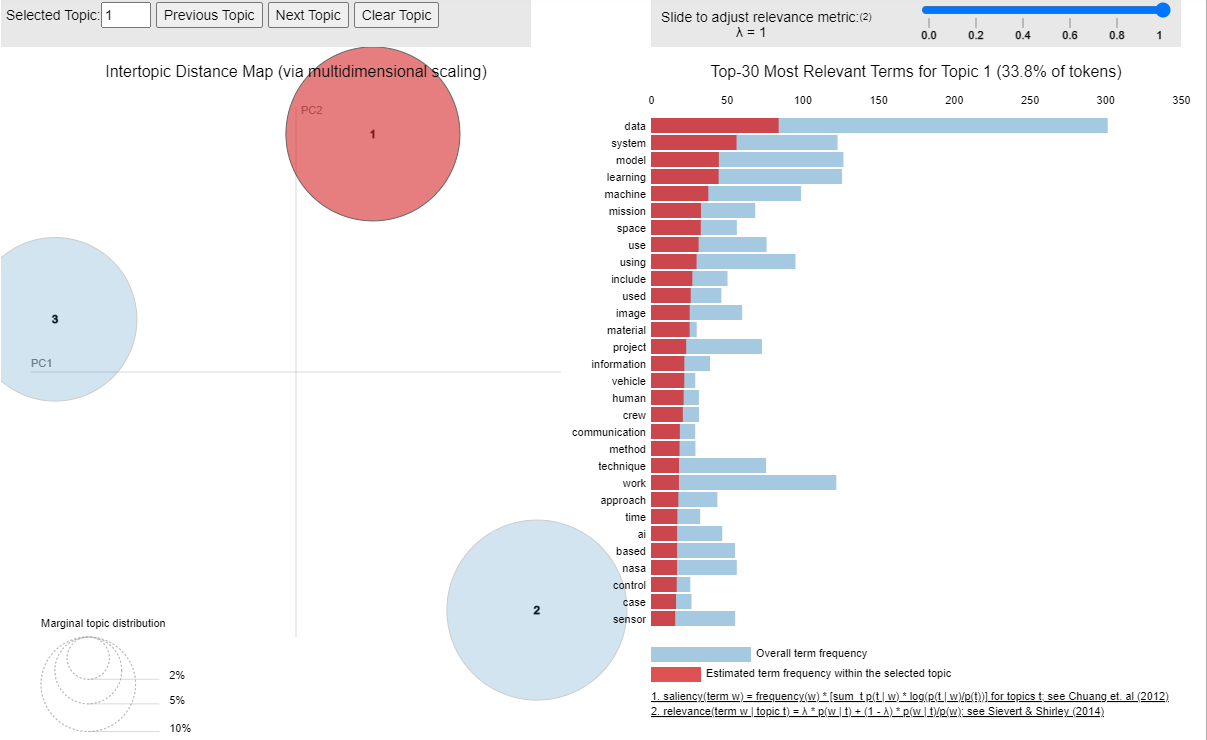 Selected Topic: 1 Previous Topic Next Topic Clear Topic
Slide to adjust relevance metric:(2)
λ = 1
0.0 0.2 0.4 0.6 0.8 1
Intertopic Distance Map (via multidimensional scaling)
PC2
1
3
PC1
2
Marginal topic distribution
2%
5%
10%
Top-30 Most Relevant Terms for Topic 1 (33.8% of tokens)
0 50 100 150 200 250 300 350
data
system
model
learning
machine
mission
space
use
using
include
used
image
material
project
information
vehicle
human
crew
communication
method
technique
work
approach
time
ai
based
nasa
control
case
sensor
Overall term frequency
Estimated term frequency within the selected topic
1. saliency(term w) = frequency(w) * [sum_t p(t | w) * log(p(t | w)/p(t))] for topics t; see Chuang et. al (2012)
2. relevance(term w | topic t) = λ * p(w | t) + (1 - λ) * p(w | t)/p(w); see Sievert & Shirley (2014)